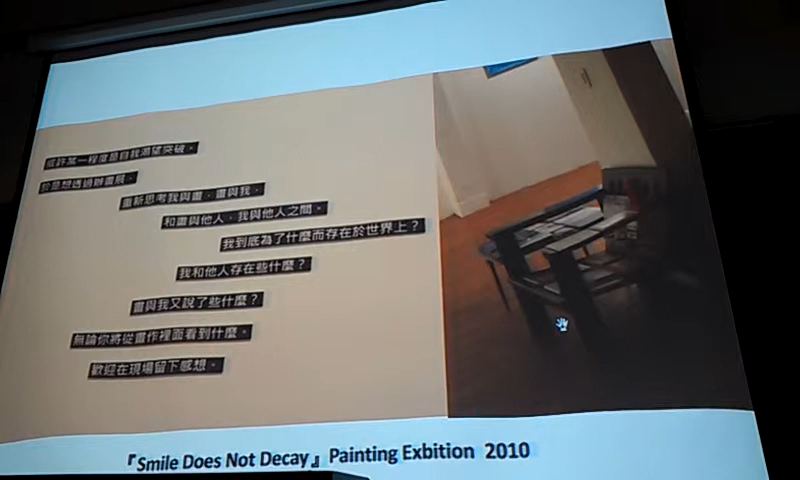 或許某一程度是自我渴望突破。
於是想透過辦畫展，
重新思考我與畫，畫與我，
和畫與他人，我與他人之間。
我到底為了什麼而存在於世界上？
我和他人存在些什麼？
畫與我又說了些什麼？
無論你將從畫作裡面看到什麼，
歡迎在現場留下感想。
『Smile Does Not Decay』 Painting Exbition 2010